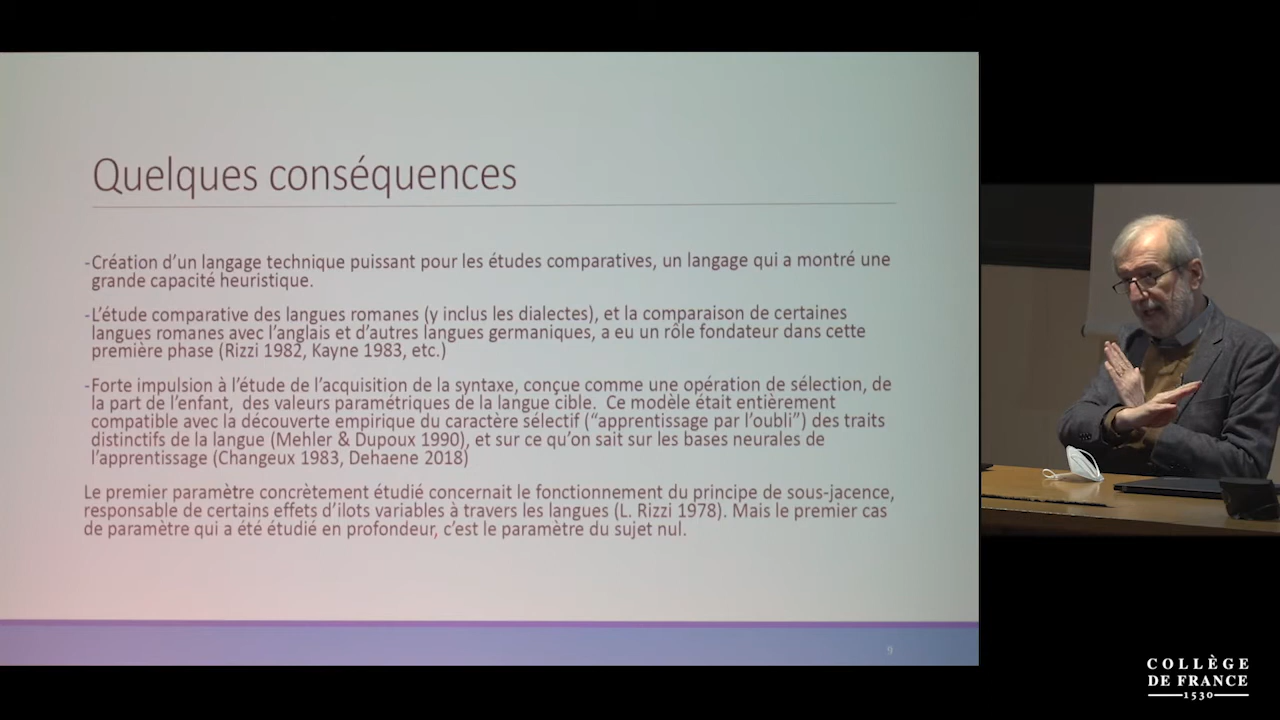 Quelques conséquences
-Création d'un langage technique puissant pour les études comparatives, un langage qui a montré une
grande capacité heuristique.
-L'étude comparative des langues romanes (y inclus les dialectes), et la comparaison de certaines
langues romanes avec l'anglais et d'autres langues germaniques, a eu un rôle fondateur dans cette
première phase (Rizzi 1982, Kayne 1983, etc.)
-Forte impulsion à l'étude de l'acquisition de la syntaxe, conçue comme une opération de sélection, de
la part de l'enfant, des valeurs paramétriques de la langue cible. Ce modèle était entièrement
compatible avec la découverte empirique du caractère sélectif ("apprentissage par l'oubli") des traits
distinctifs de la langue (Mehler & Dupoux 1990), et sur ce qu'on sait sur les bases neurales de
l'apprentissage (Changeux 1983, Dehaene 2018)
Le premier paramètre concrètement étudié concernait le fonctionnement du principe de sous-jacence,
responsable de certains effets d'ilots variables à travers les langues (L. Rizzi 1978). Mais le premier cas
de paramètre qui a été étudié en profondeur, c'est le paramètre du sujet nul.
9
COLLÈGE
DE FRANCE
1530